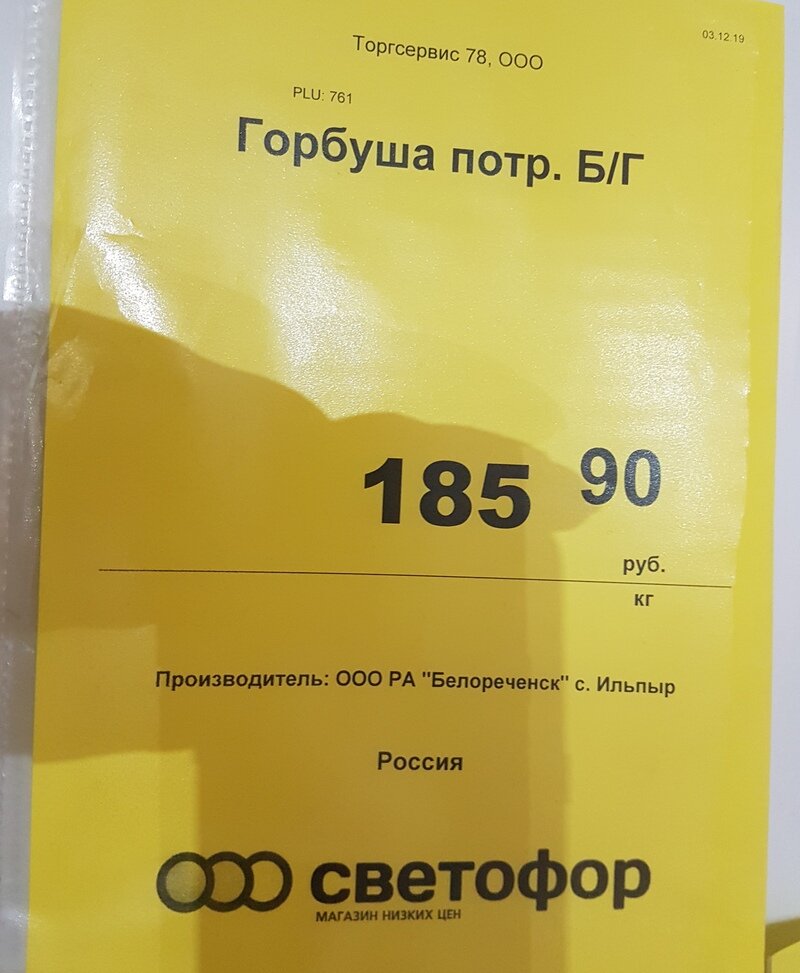 03.12.19
Торгсервис 78, ООО
PLU: 761
Горбуша потр. Б/Г
185 90
руб.
кг
Производитель: ООО РА "Белореченск" с. Ильпыр
Россия
светофор
МАГАЗИН НИЗКИХ ЦЕН